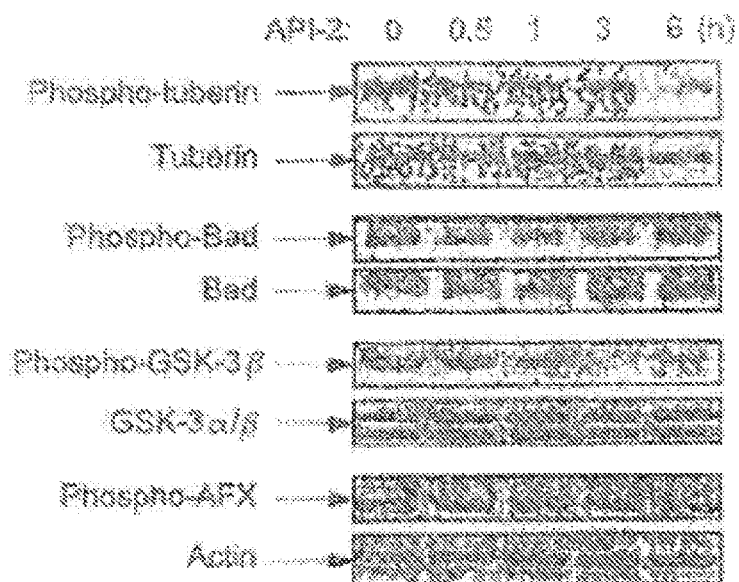 API-2: 0 0.5 1 3 6 (h)
Phospho-tuberin
Tuberin
Phospho-Bad
Bad
Phospho-GSK-3β
GSK-3α/β
Phospho-AFX
Actin